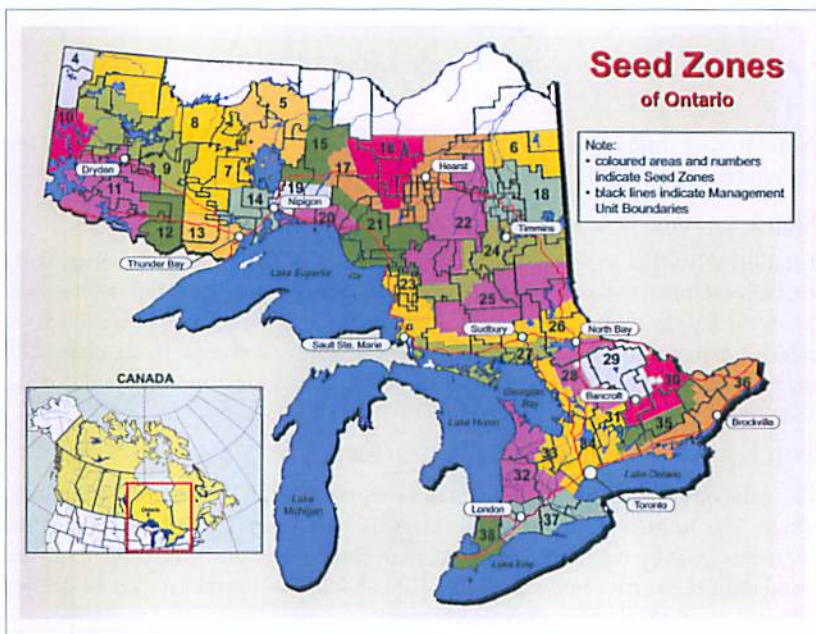 Seed Zones
of Ontario
Note:
• coloured areas and numbers
indicate Seed Zones
• black lines indicate Management
Unit Boundaries
4
5
8
10
15
16
6
17
Hearst
9
7
18
Dryden
11
19
14
Nipigon
20
22
21
12
13
24
Timmins
Thunder Bay
Lake Superior
23
25
Sault Ste. Marie
Sudbury
26
North Bay
27
29
28
30
36
Bancroft
CANADA
Georgian
Bay
31
35
Brockville
Lake Huron
34
33
32
Lake Ontario
Ontario
Lake
Michigan
London
37
Toronto
38
Lake Erie